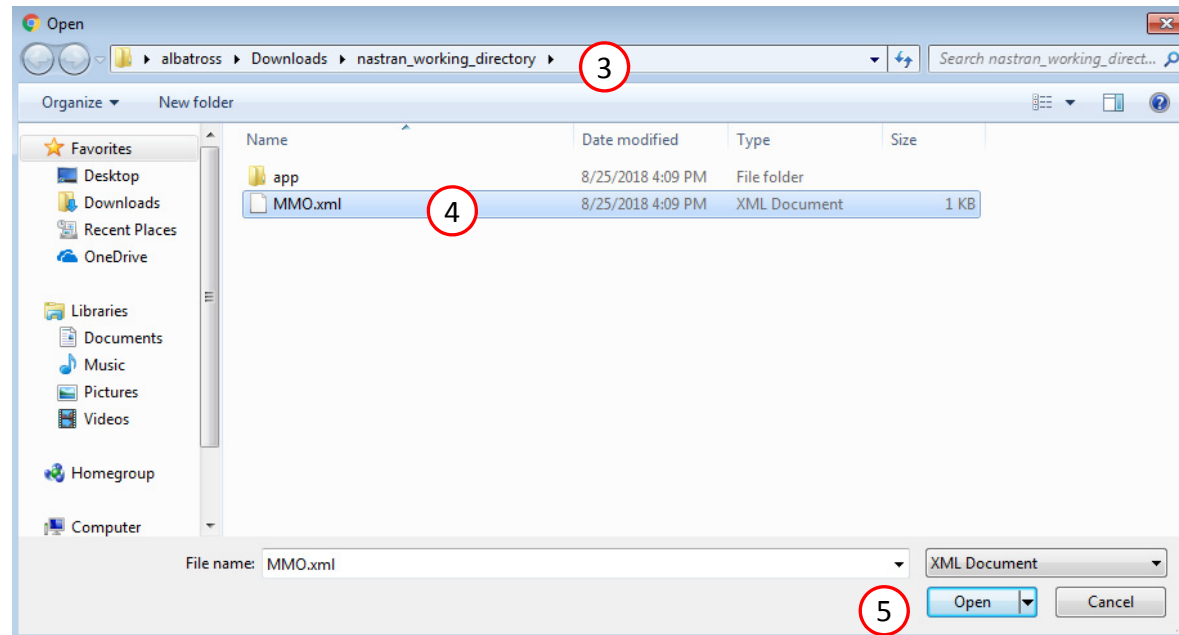 Open
albatross Downloads nastran_working_directory
3
Search nastran_working_direct...
Organize New folder
Name Date modified Type Size
Favorites
Desktop
Downloads
Recent Places
OneDrive
Libraries
Documents
Music
Pictures
Videos
Homegroup
Computer
app 8/25/2018 4:09 PM File folder
MMO.xml 8/25/2018 4:09 PM XML Document 1 KB
4
File name: MMO.xml XML Document
5
Open Cancel